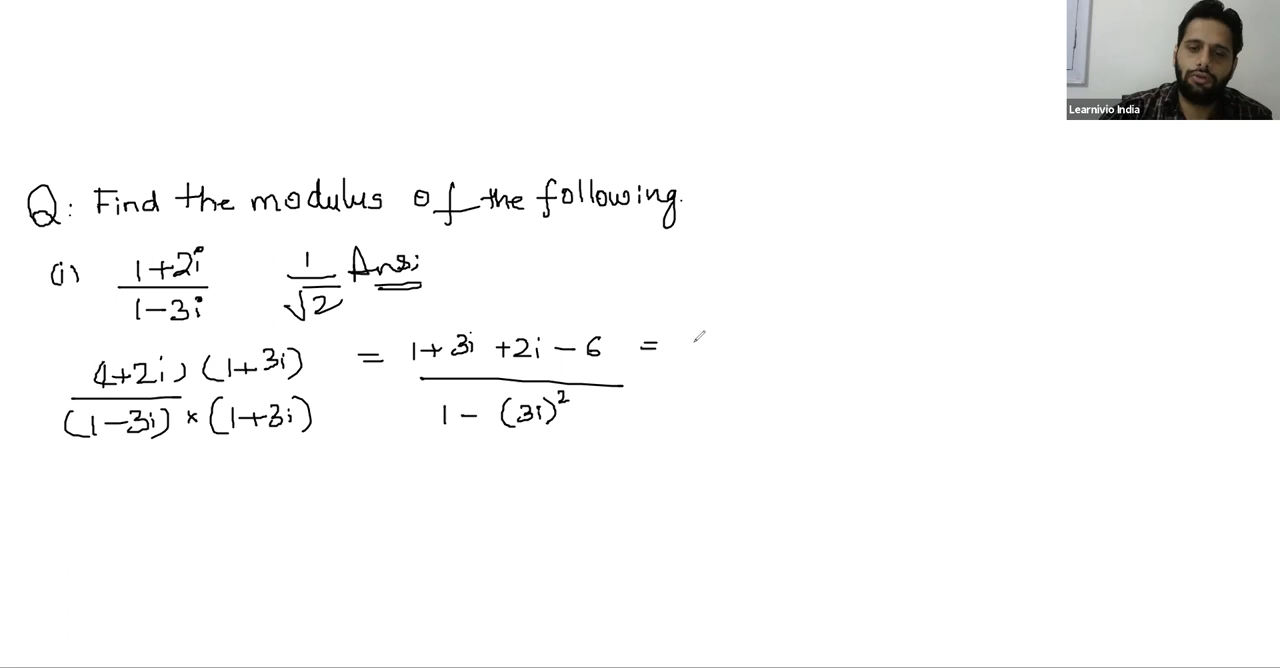 Learnivio India
Q: Find the modulus of the following.
(i) 1+2i / 1-3i 1/√2 Ans;
(1+2i) (1+3i) / (1-3i) × (1+3i) = 1+3i +2i -6 / 1 - (3i)² =